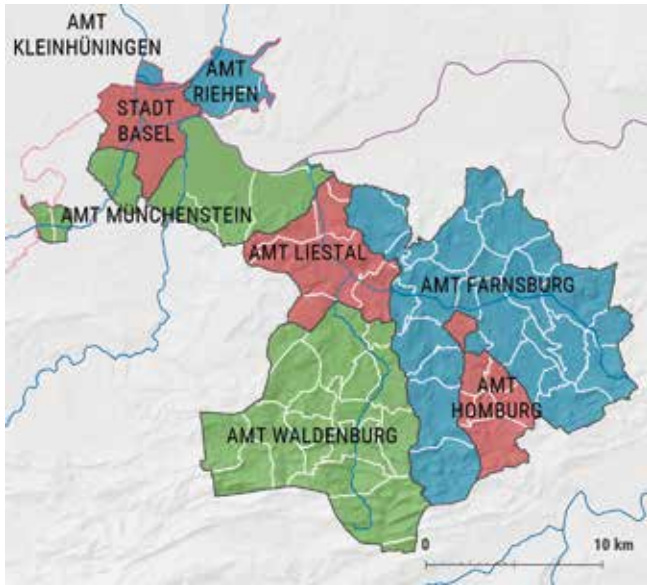 AMT
KLEINHÜNINGEN
AMT
RIEHEN
STADT
BASEL
AMT MÜNCHENSTEIN
AMT LIESTAL
AMT FARNSBURG
AMT
HOMBURG
AMT WALDENBURG
0 10 km